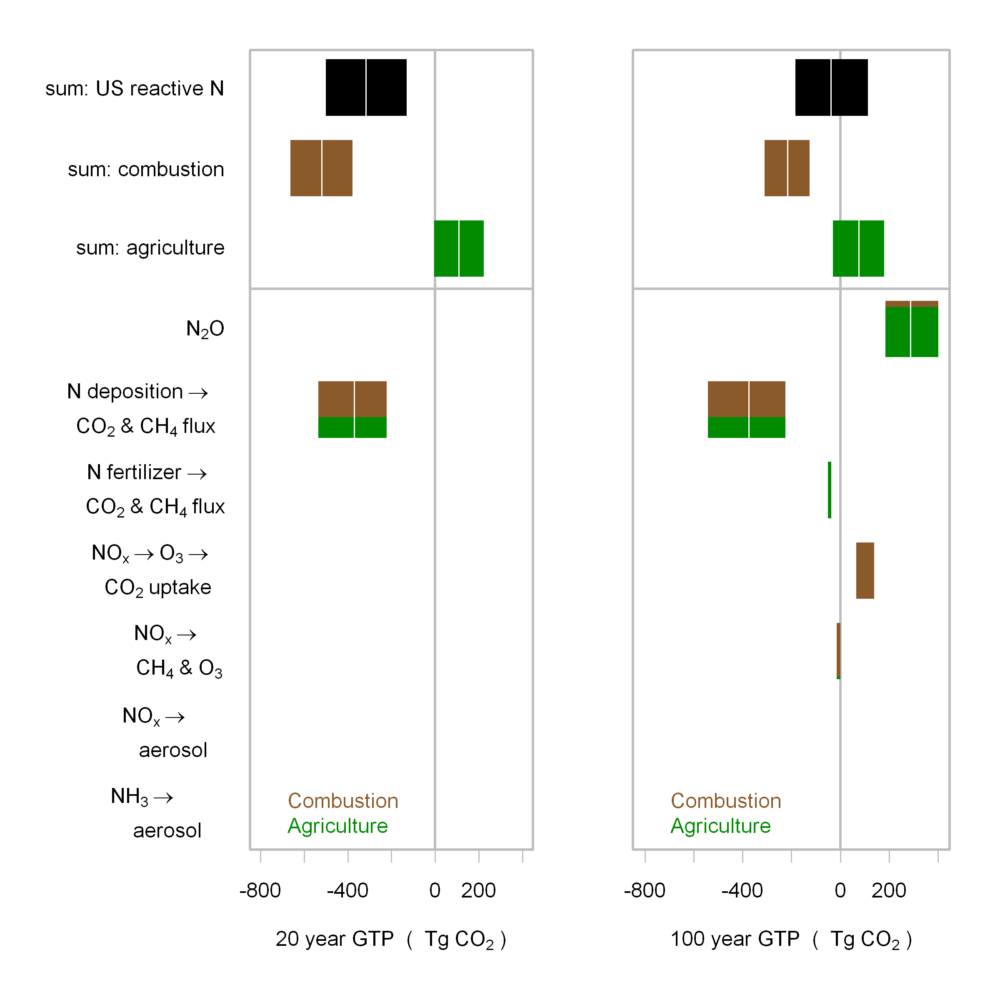 sum: US reactive N
sum: combustion
sum: agriculture
N₂O
N deposition →
CO₂ & CH₄ flux
N fertilizer →
CO₂ & CH₄ flux
NOₓ → O₃ →
CO₂ uptake
NOₓ →
CH₄ & O₃
NOₓ →
aerosol
NH₃ →
aerosol
Combustion
Agriculture
-800 -400 0 200
20 year GTP ( Tg CO₂ )
Combustion
Agriculture
-800 -400 0 200
100 year GTP ( Tg CO₂ )